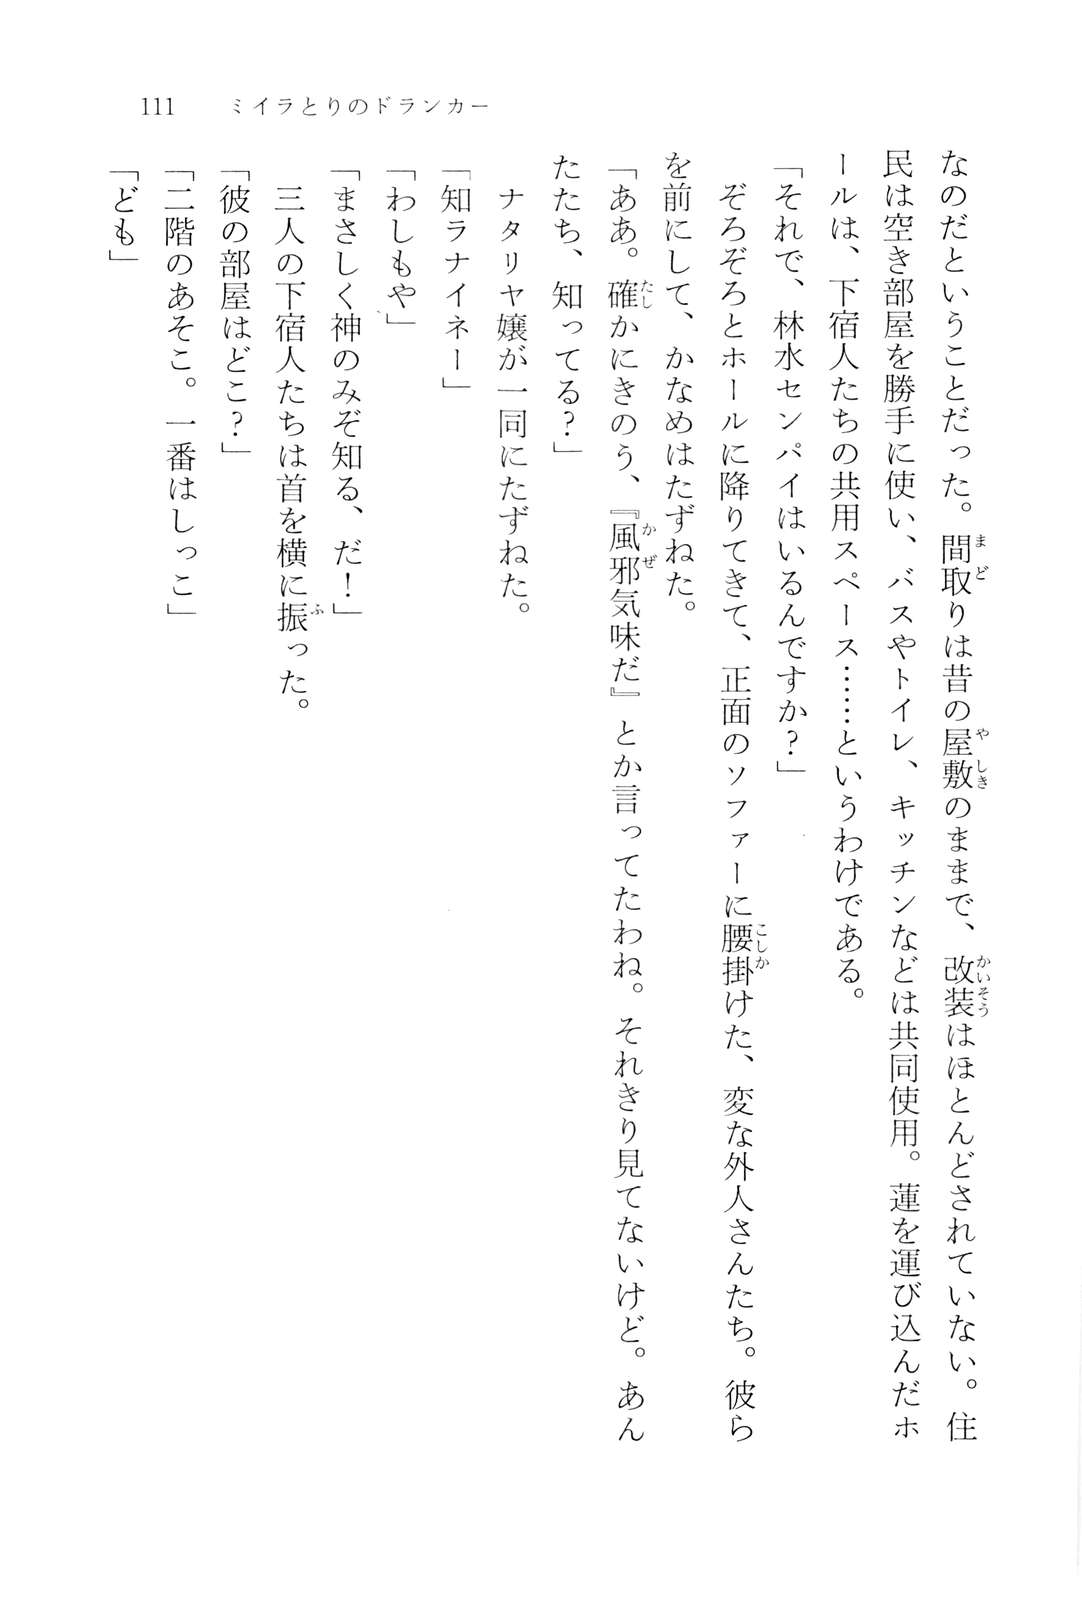 111　ミイラとりのドランカー
なのだということだった。間取りは昔の屋敷のままで、改装はほとんどされていない。住
民は空き部屋を勝手に使い、バスやトイレ、キッチンなどは共同使用。蓮を運び込んだホ
ールは、下宿人たちの共用スペース……というわけである。
「それで、林水センパイはいるんですか？」
　ぞろぞろとホールに降りてきて、正面のソファーに腰掛けた、変な外人さんたち。彼ら
を前にして、かなめはたずねた。
「ああ。確かにきのう、『風邪気味だ』とか言ってたわね。それきり見てないけど。あん
たたち、知ってる？」
　ナタリヤ嬢が一同にたずねた。
「知ラナイネー」
「わしもや」
「まさしく神のみぞ知る、だ！」
　三人の下宿人たちは首を横に振った。
「彼の部屋はどこ？」
「二階のあそこ。一番はしっこ」
「ども」